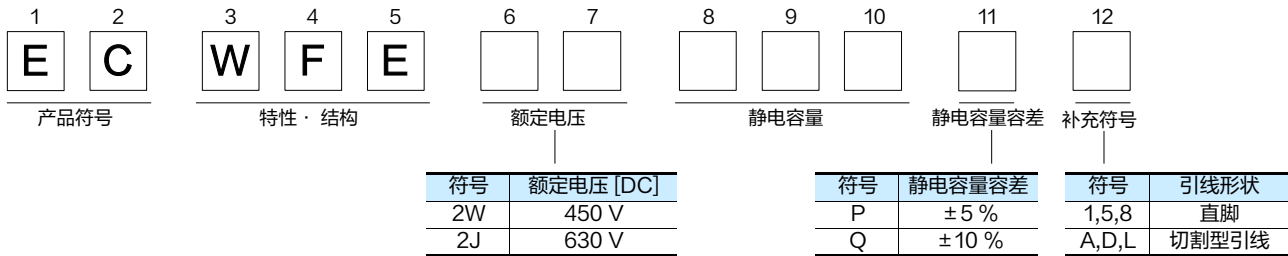 1 2 3 4 5 6 7 8 9 10 11 12
E C W F E
产品符号 特性· 结构 额定电压 静电容量 静电容量容差 补充符号
符号 额定电压 [DC] 符号 静电容量容差 符号 引线形状
2W 450 V P ±5 % 1,5,8 直脚
2J 630 V Q ±10 % A,D,L 切割型引线